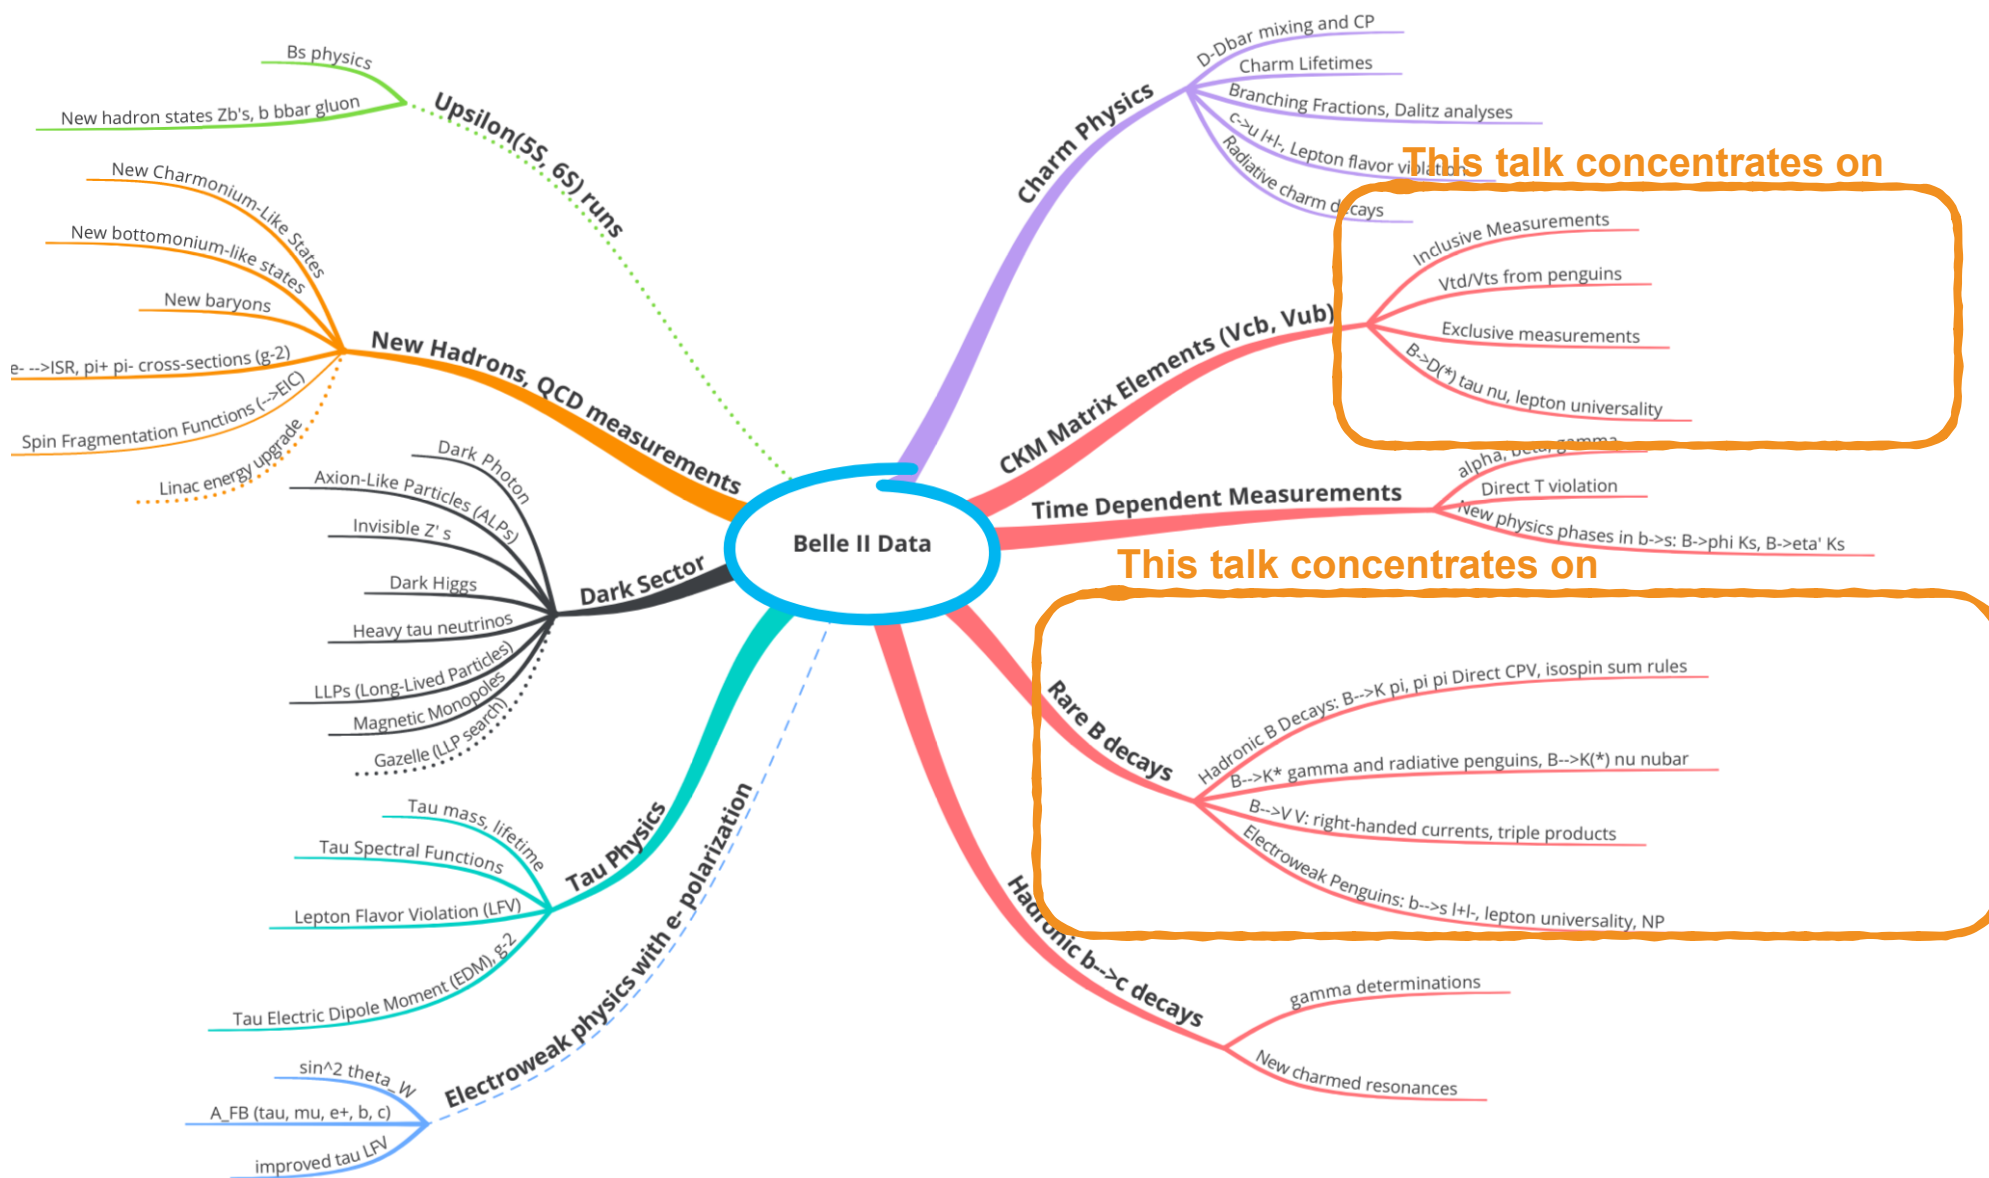 Belle II Data
Upsilon(5S, 6S) runs
Bs physics
New hadron states Zb's, b bbar gluon
New Hadrons, QCD measurements
New Charmonium-Like States
New bottomonium-like states
New baryons
e- -->ISR, pi+ pi- cross-sections (g-2)
Spin Fragmentation Functions (-->EIC)
Linac energy upgrade
Dark Sector
Dark Photon
Axion-Like Particles (ALPs)
Invisible Z' s
Dark Higgs
Heavy tau neutrinos
LLPs (Long-Lived Particles)
Magnetic Monopoles
Gazelle (LLP search)
Tau Physics
Tau mass, lifetime
Tau Spectral Functions
Lepton Flavor Violation (LFV)
Tau Electric Dipole Moment (EDM), g-2
Electroweak physics with e- polarization
sin^2 theta_W
A_FB (tau, mu, e+, b, c)
improved tau LFV
Charm Physics
D-Dbar mixing and CP
Charm Lifetimes
Branching Fractions, Dalitz analyses
c->u l+l-, Lepton flavor violation
Radiative charm decays
This talk concentrates on
CKM Matrix Elements (Vcb, Vub)
Inclusive Measurements
Vtd/Vts from penguins
Exclusive measurements
B->D(*) tau nu, lepton universality
Time Dependent Measurements
alpha, beta, gamma
Direct T violation
New physics phases in b->s: B->phi Ks, B->eta' Ks
This talk concentrates on
Rare B decays
Hadronic B Decays: B-->K pi, pi pi Direct CPV, isospin sum rules
B-->K* gamma and radiative penguins, B-->K(*) nu nubar
B-->V V: right-handed currents, triple products
Electroweak Penguins: b-->s l+l-, lepton universality, NP
Hadronic b-->c decays
gamma determinations
New charmed resonances